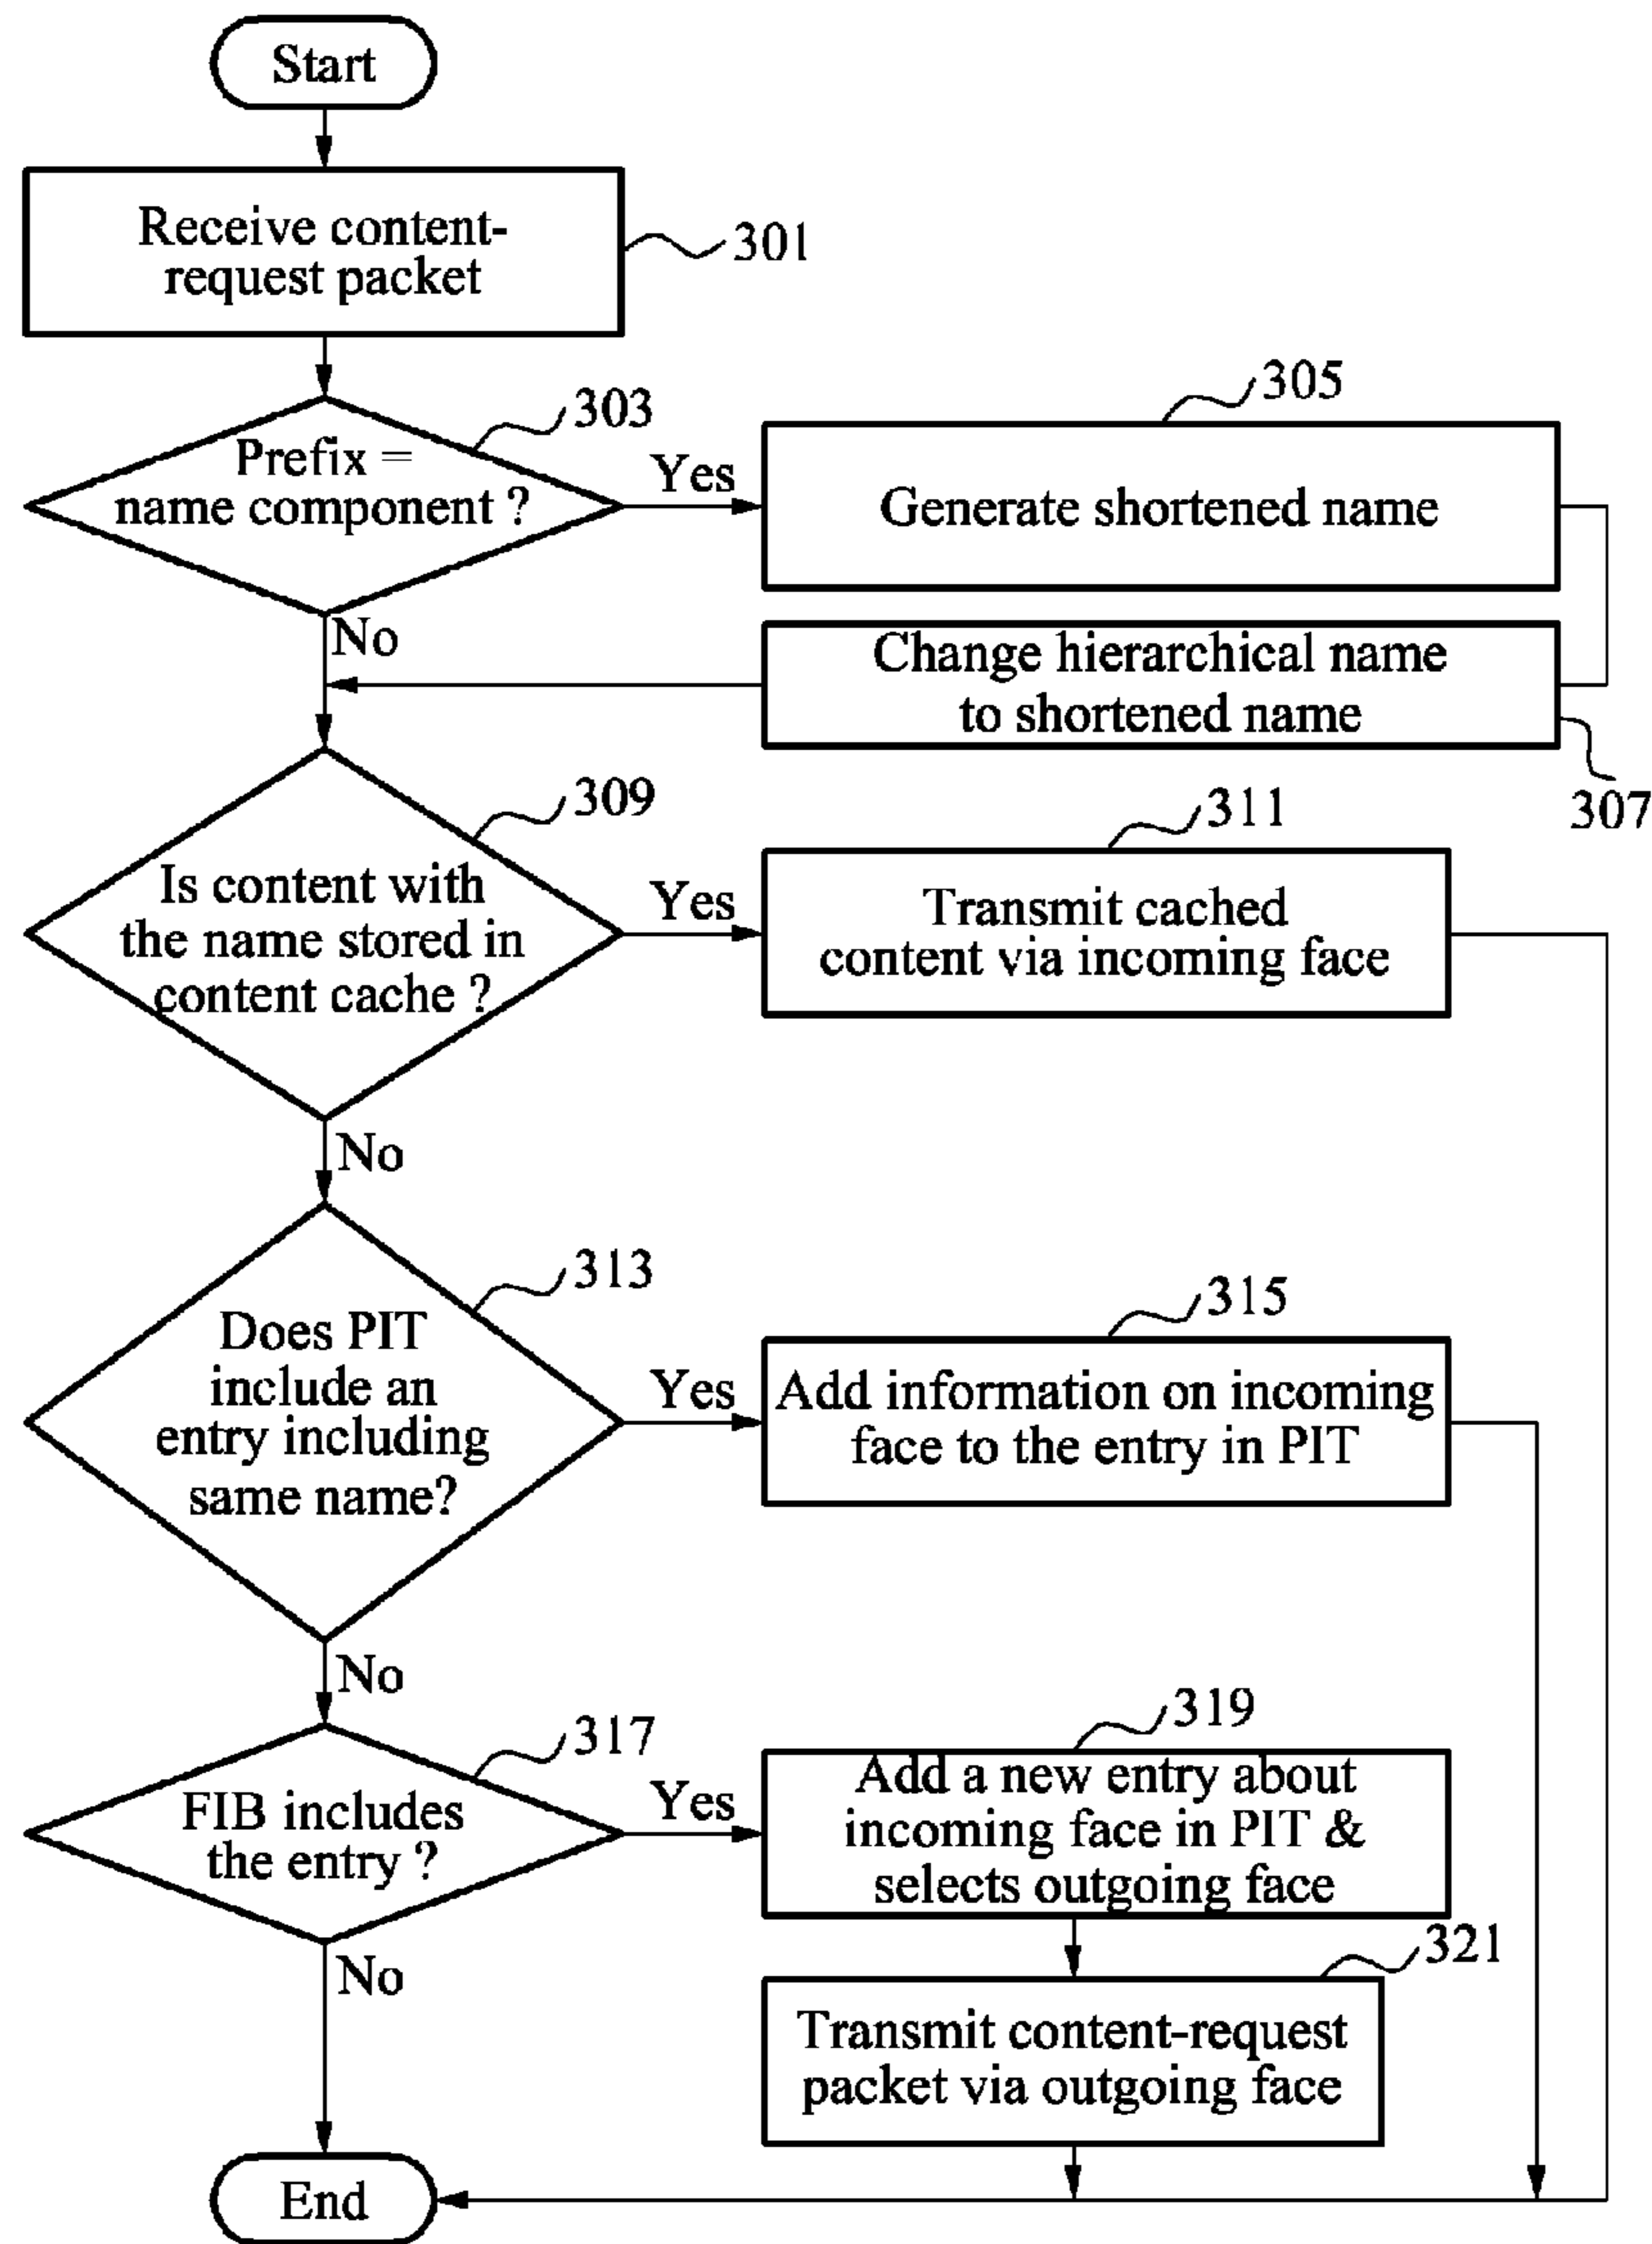 Start
Receive content-
request packet
301
303
Prefix =
name component ?
Yes
305
Generate shortened name
No
Change hierarchical name
to shortened name
307
309
Is content with
the name stored in
content cache ?
Yes
311
Transmit cached
content via incoming face
No
313
Does PIT
include an
entry including
same name?
Yes
315
Add information on incoming
face to the entry in PIT
No
317
FIB includes
the entry ?
Yes
319
Add a new entry about
incoming face in PIT &
selects outgoing face
No
321
Transmit content-request
packet via outgoing face
End